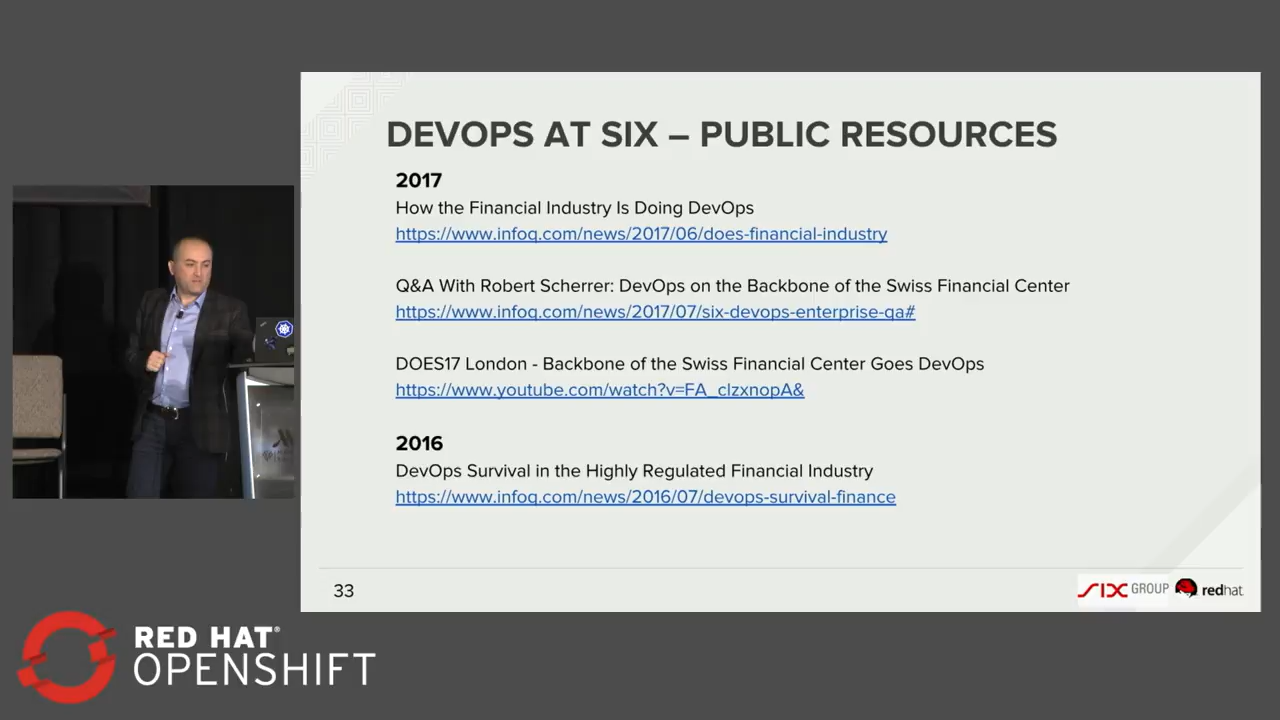 DEVOPS AT SIX – PUBLIC RESOURCES
2017
How the Financial Industry Is Doing DevOps
https://www.infoq.com/news/2017/06/does-financial-industry
Q&A With Robert Scherrer: DevOps on the Backbone of the Swiss Financial Center
https://www.infoq.com/news/2017/07/six-devops-enterprise-qa#
DOES17 London - Backbone of the Swiss Financial Center Goes DevOps
https://www.youtube.com/watch?v=FA_clzxnopA&
2016
DevOps Survival in the Highly Regulated Financial Industry
https://www.infoq.com/news/2016/07/devops-survival-finance
33
SIX GROUP
redhat
RED HAT®
OPENSHIFT